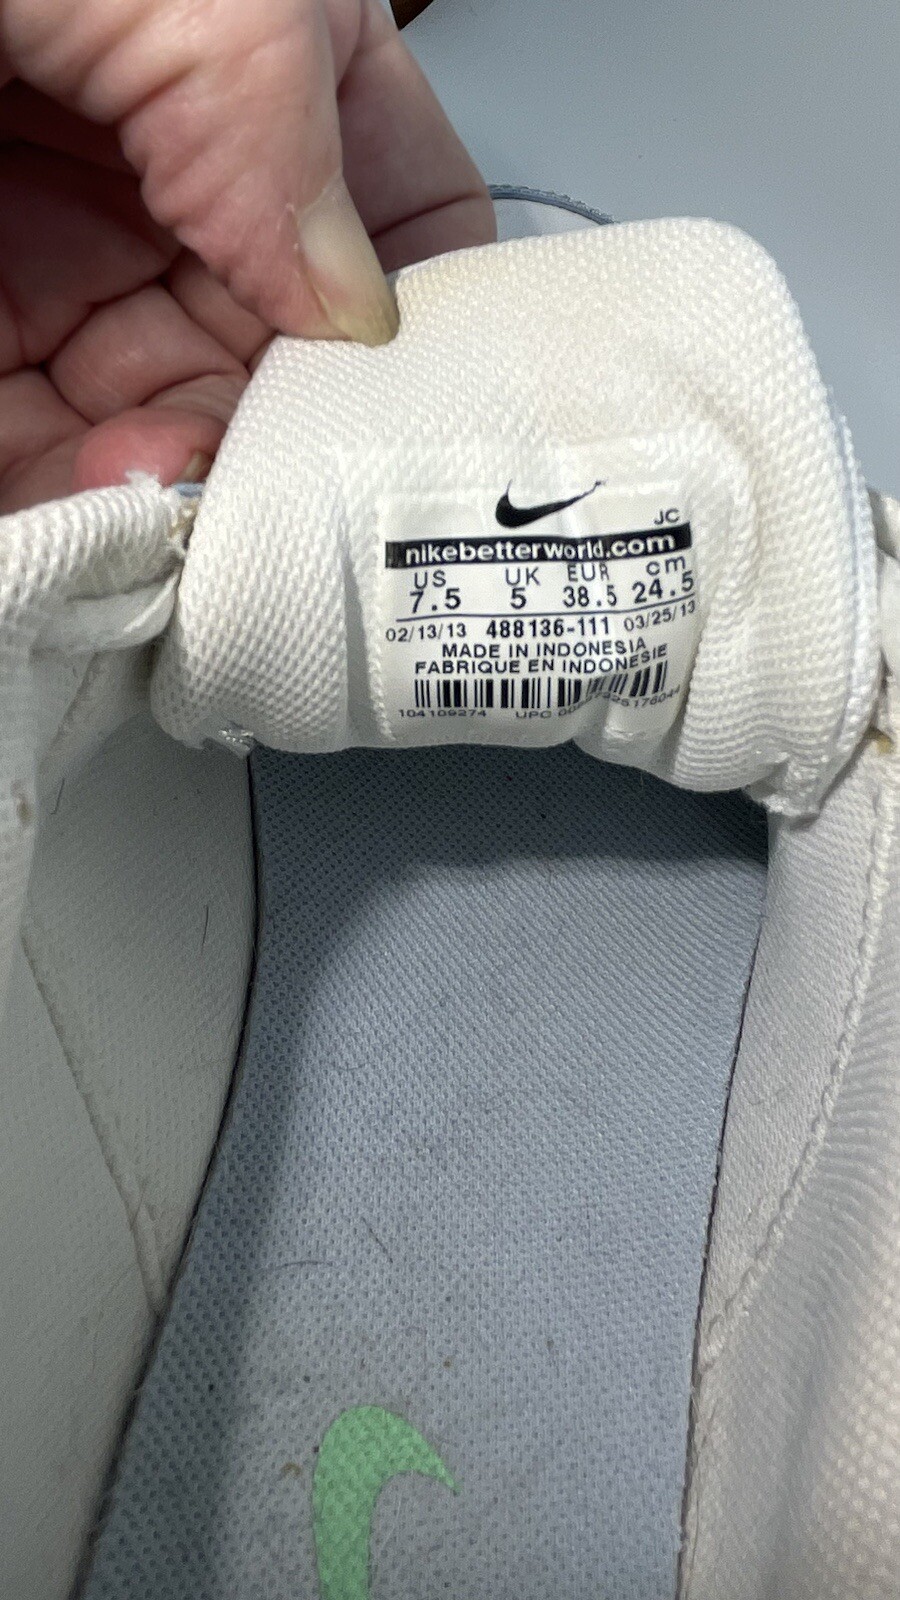 JC
nikebetterworld.com
US UK EUR cm
7.5 5 38.5 24.5
02/13/13 488136-111 03/25/13
MADE IN INDONESIA
FABRIQUE EN INDONESIE
104109274 UPC